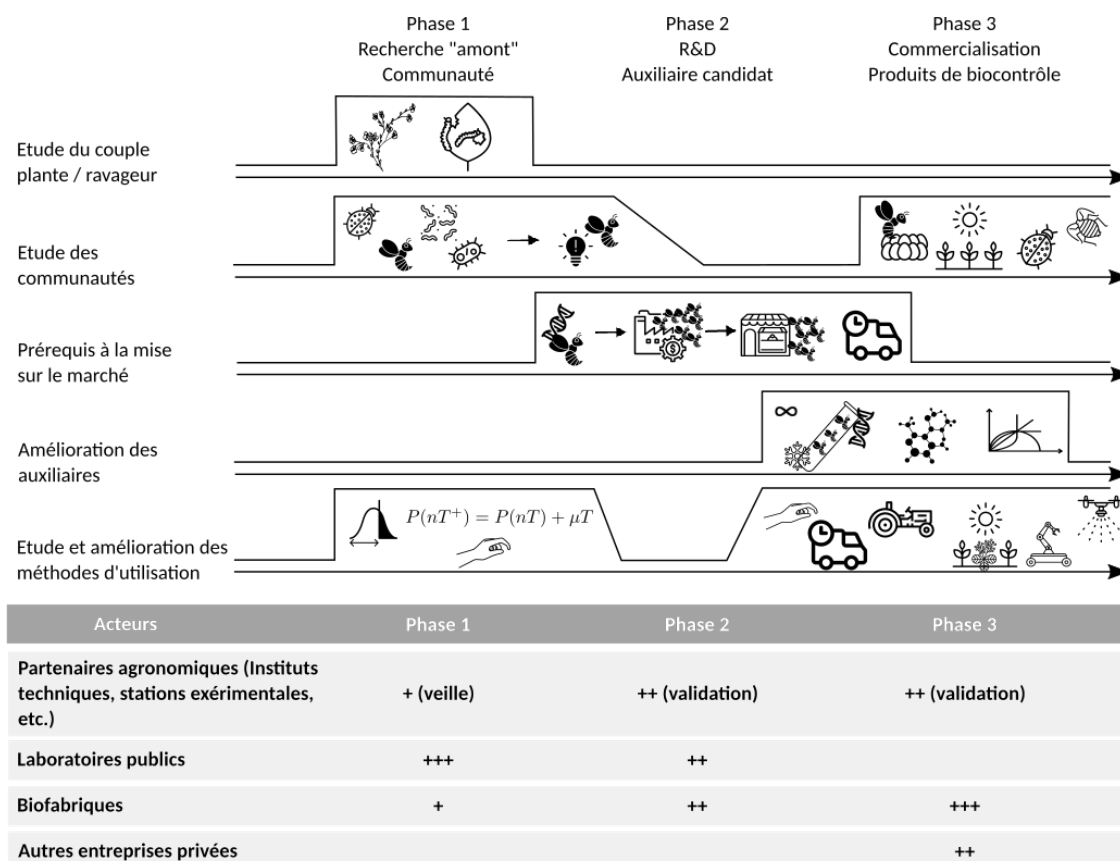 Phase 1
Recherche "amont"
Communauté
Phase 2
R&D
Auxiliaire candidat
Phase 3
Commercialisation
Produits de biocontrôle
Etude du couple
plante / ravageur
Etude des
communautés
Prérequis à la mise
sur le marché
$
Amélioration des
auxiliaires
∞
Etude et amélioration des
méthodes d'utilisation
P(nT⁺) = P(nT) + μT
Acteurs Phase 1 Phase 2 Phase 3
Partenaires agronomiques (Instituts
techniques, stations exérimentales,
etc.)
+ (veille) ++ (validation) ++ (validation)
Laboratoires publics +++ ++
Biofabriques + ++ +++
Autres entreprises privées ++